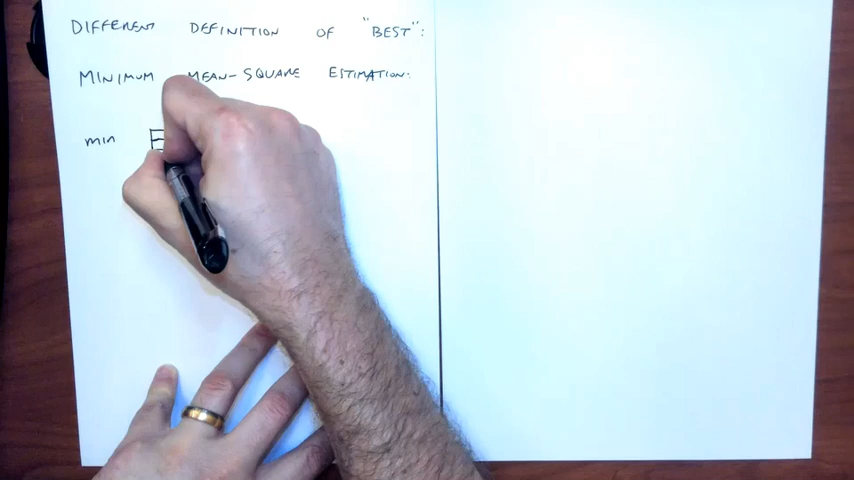 DIFFERENT DEFINITION OF "BEST":
MINIMUM MEAN-SQUARE ESTIMATION:
min E